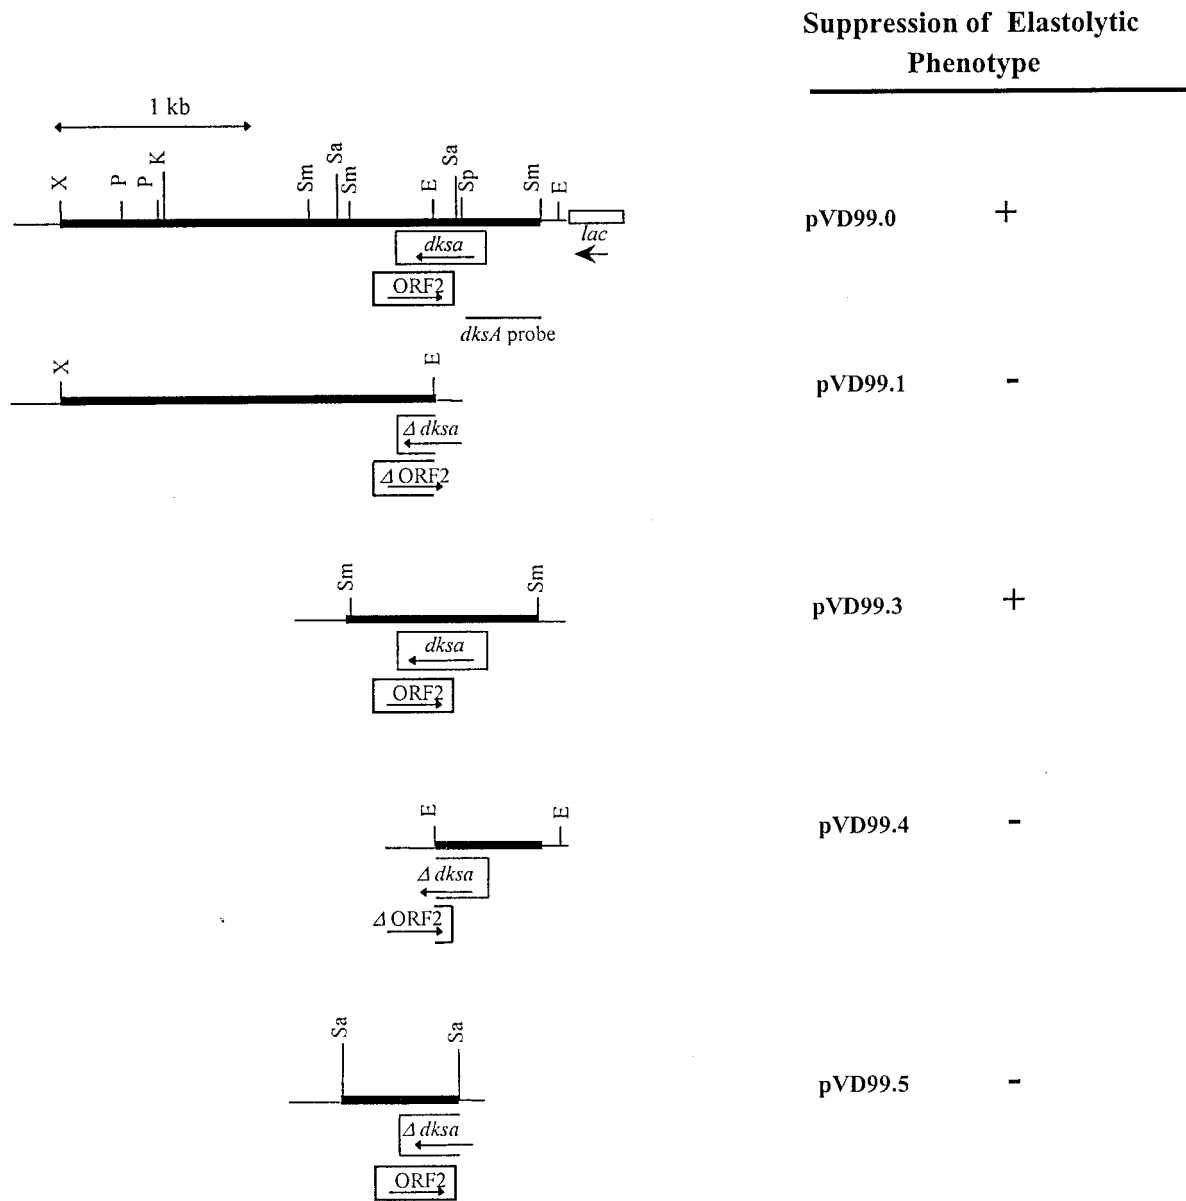 Suppression of Elastolytic
Phenotype
1 kb
X P P K Sm Sa Sm E Sa Sp Sm E
pVD99.0 +
dksa
lac
ORF2
dksA probe
X E
pVD99.1 -
Δ dksa
Δ ORF2
Sm Sm
pVD99.3 +
dksa
ORF2
E E
pVD99.4 -
Δ dksa
Δ ORF2
Sa Sa
pVD99.5 -
Δ dksa
ORF2